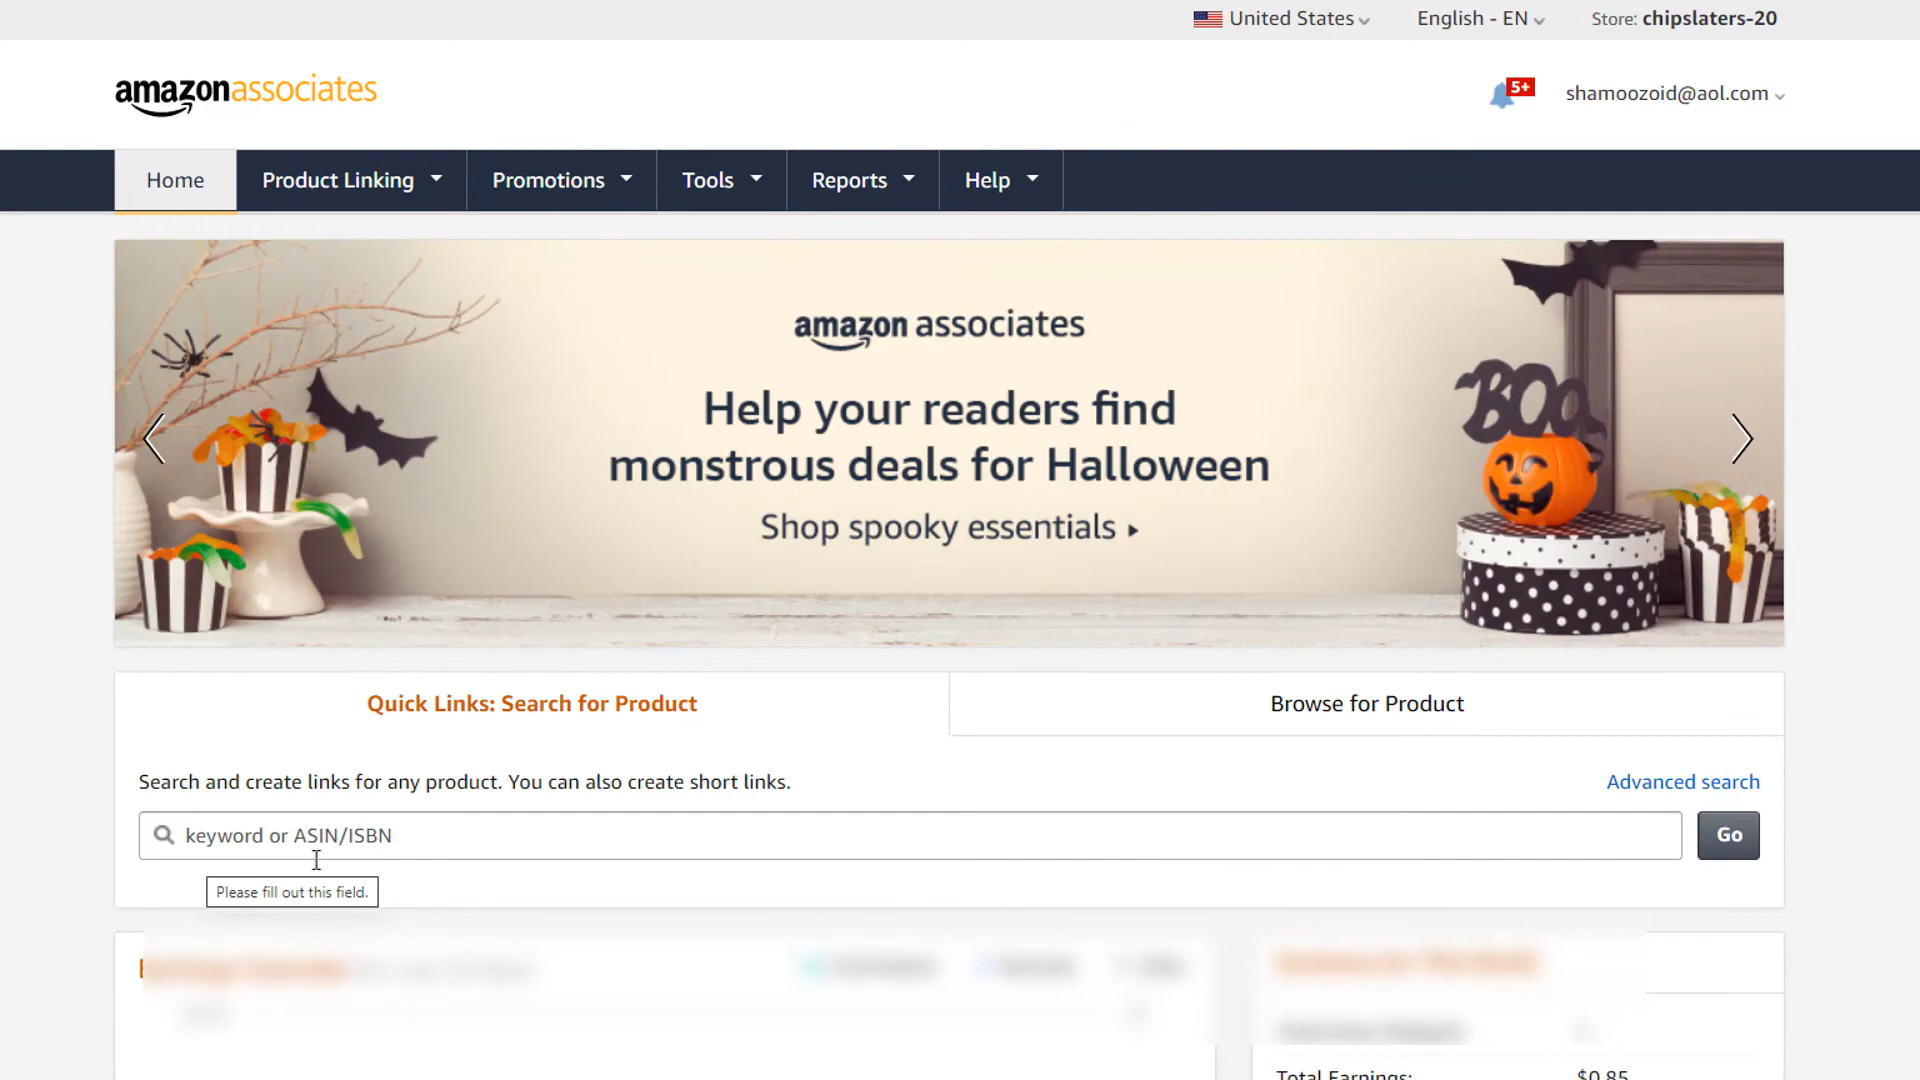 United States
English - EN
Store: chipslaters-20
amazonassociates
5+
shamoozoid@aol.com
Home
Product Linking
Promotions
Tools
Reports
Help
amazon associates
Help your readers find
monstrous deals for Halloween
Shop spooky essentials
BOO
Quick Links: Search for Product
Browse for Product
Search and create links for any product. You can also create short links.
Advanced search
keyword or ASIN/ISBN
Go
Please fill out this field.
Total Earnings:
$0.85